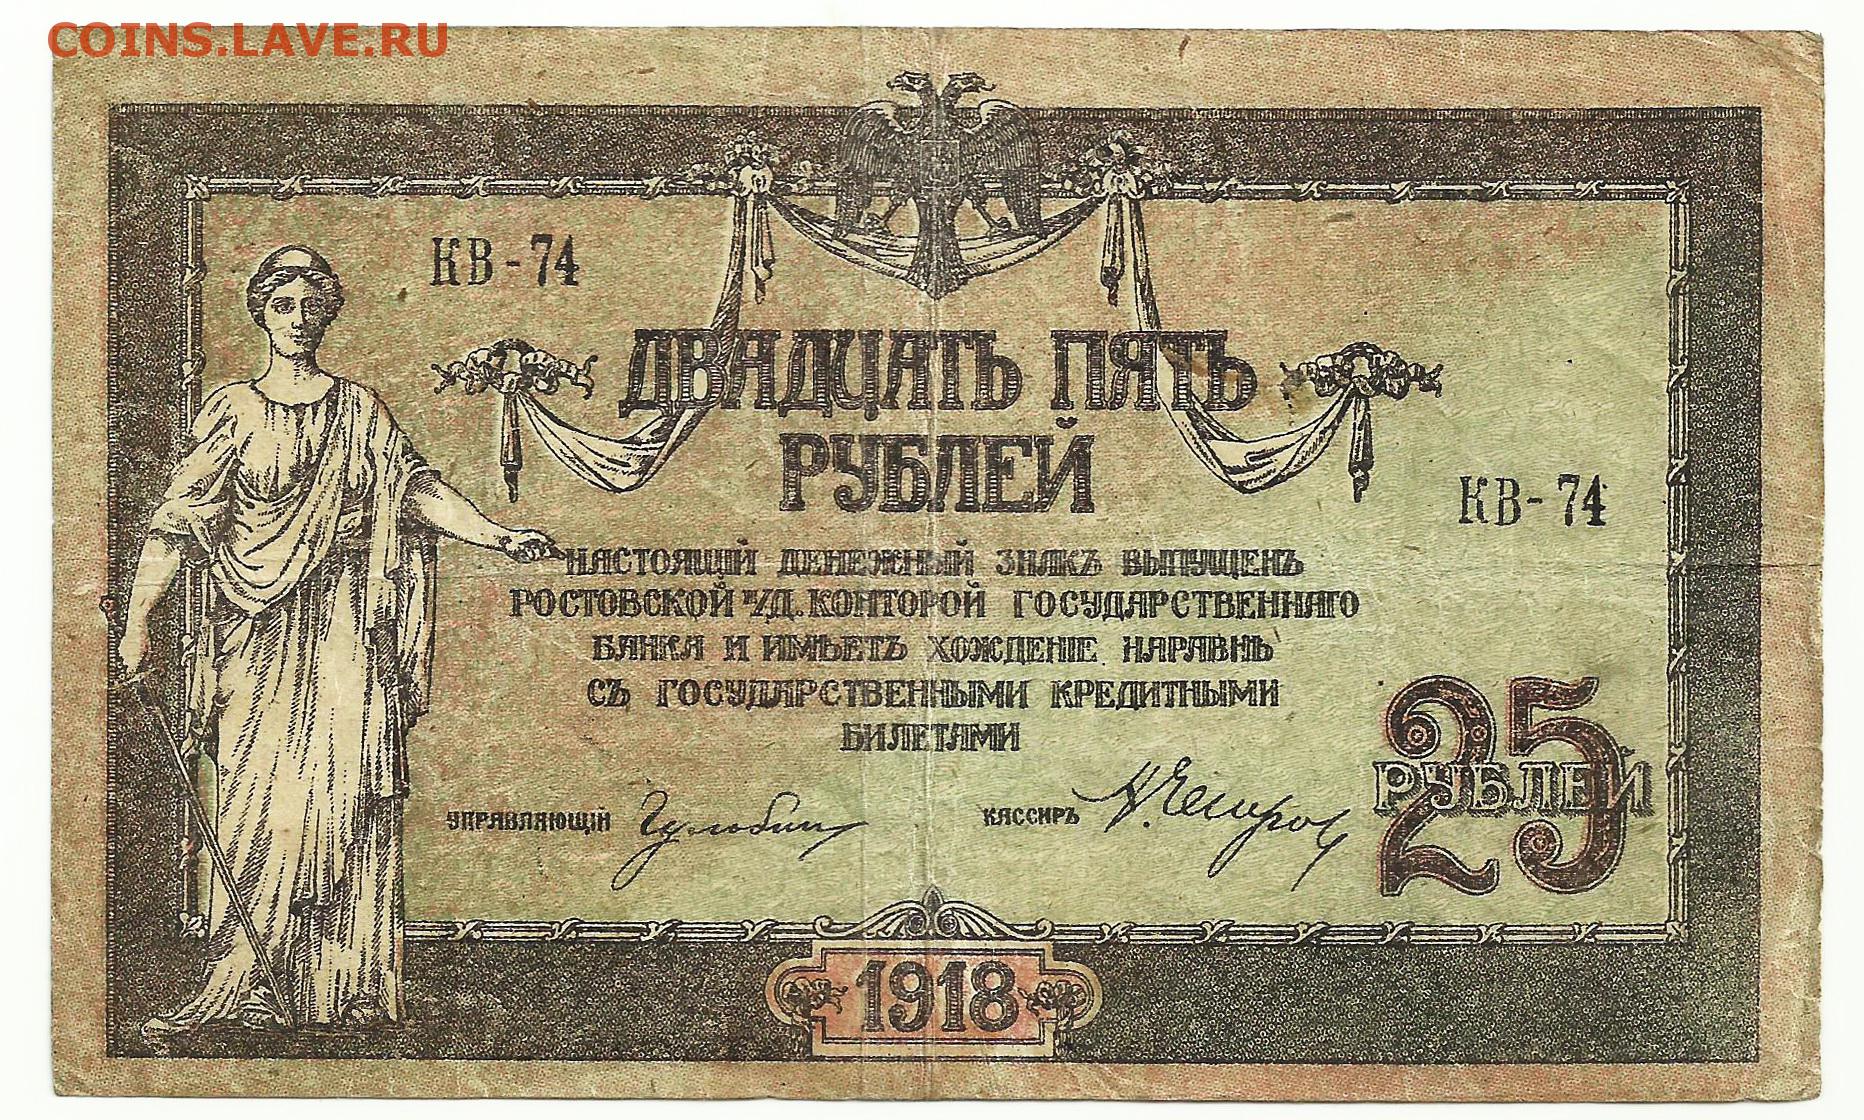 COINS.LAVE.RU
КВ-74
ДВАДЦАТЬ ПЯТЬ
РУБЛЕЙ
КВ-74
НАСТОЯЩІЙ ДЕНЕЖНЫЙ ЗНАКЪ ВЫПУЩЕНЪ
РОСТОВСКОЙ Н/Д. КОНТОРОЙ ГОСУДАРСТВЕННАГО
БАНКА И ИМѢЕТЪ ХОЖДЕНІЕ НАРАВНѢ
СЪ ГОСУДАРСТВЕННЫМИ КРЕДИТНЫМИ
БИЛЕТАМИ
УПРАВЛЯЮЩІЙ
КАССИРЪ
25
РУБЛЕЙ
1918